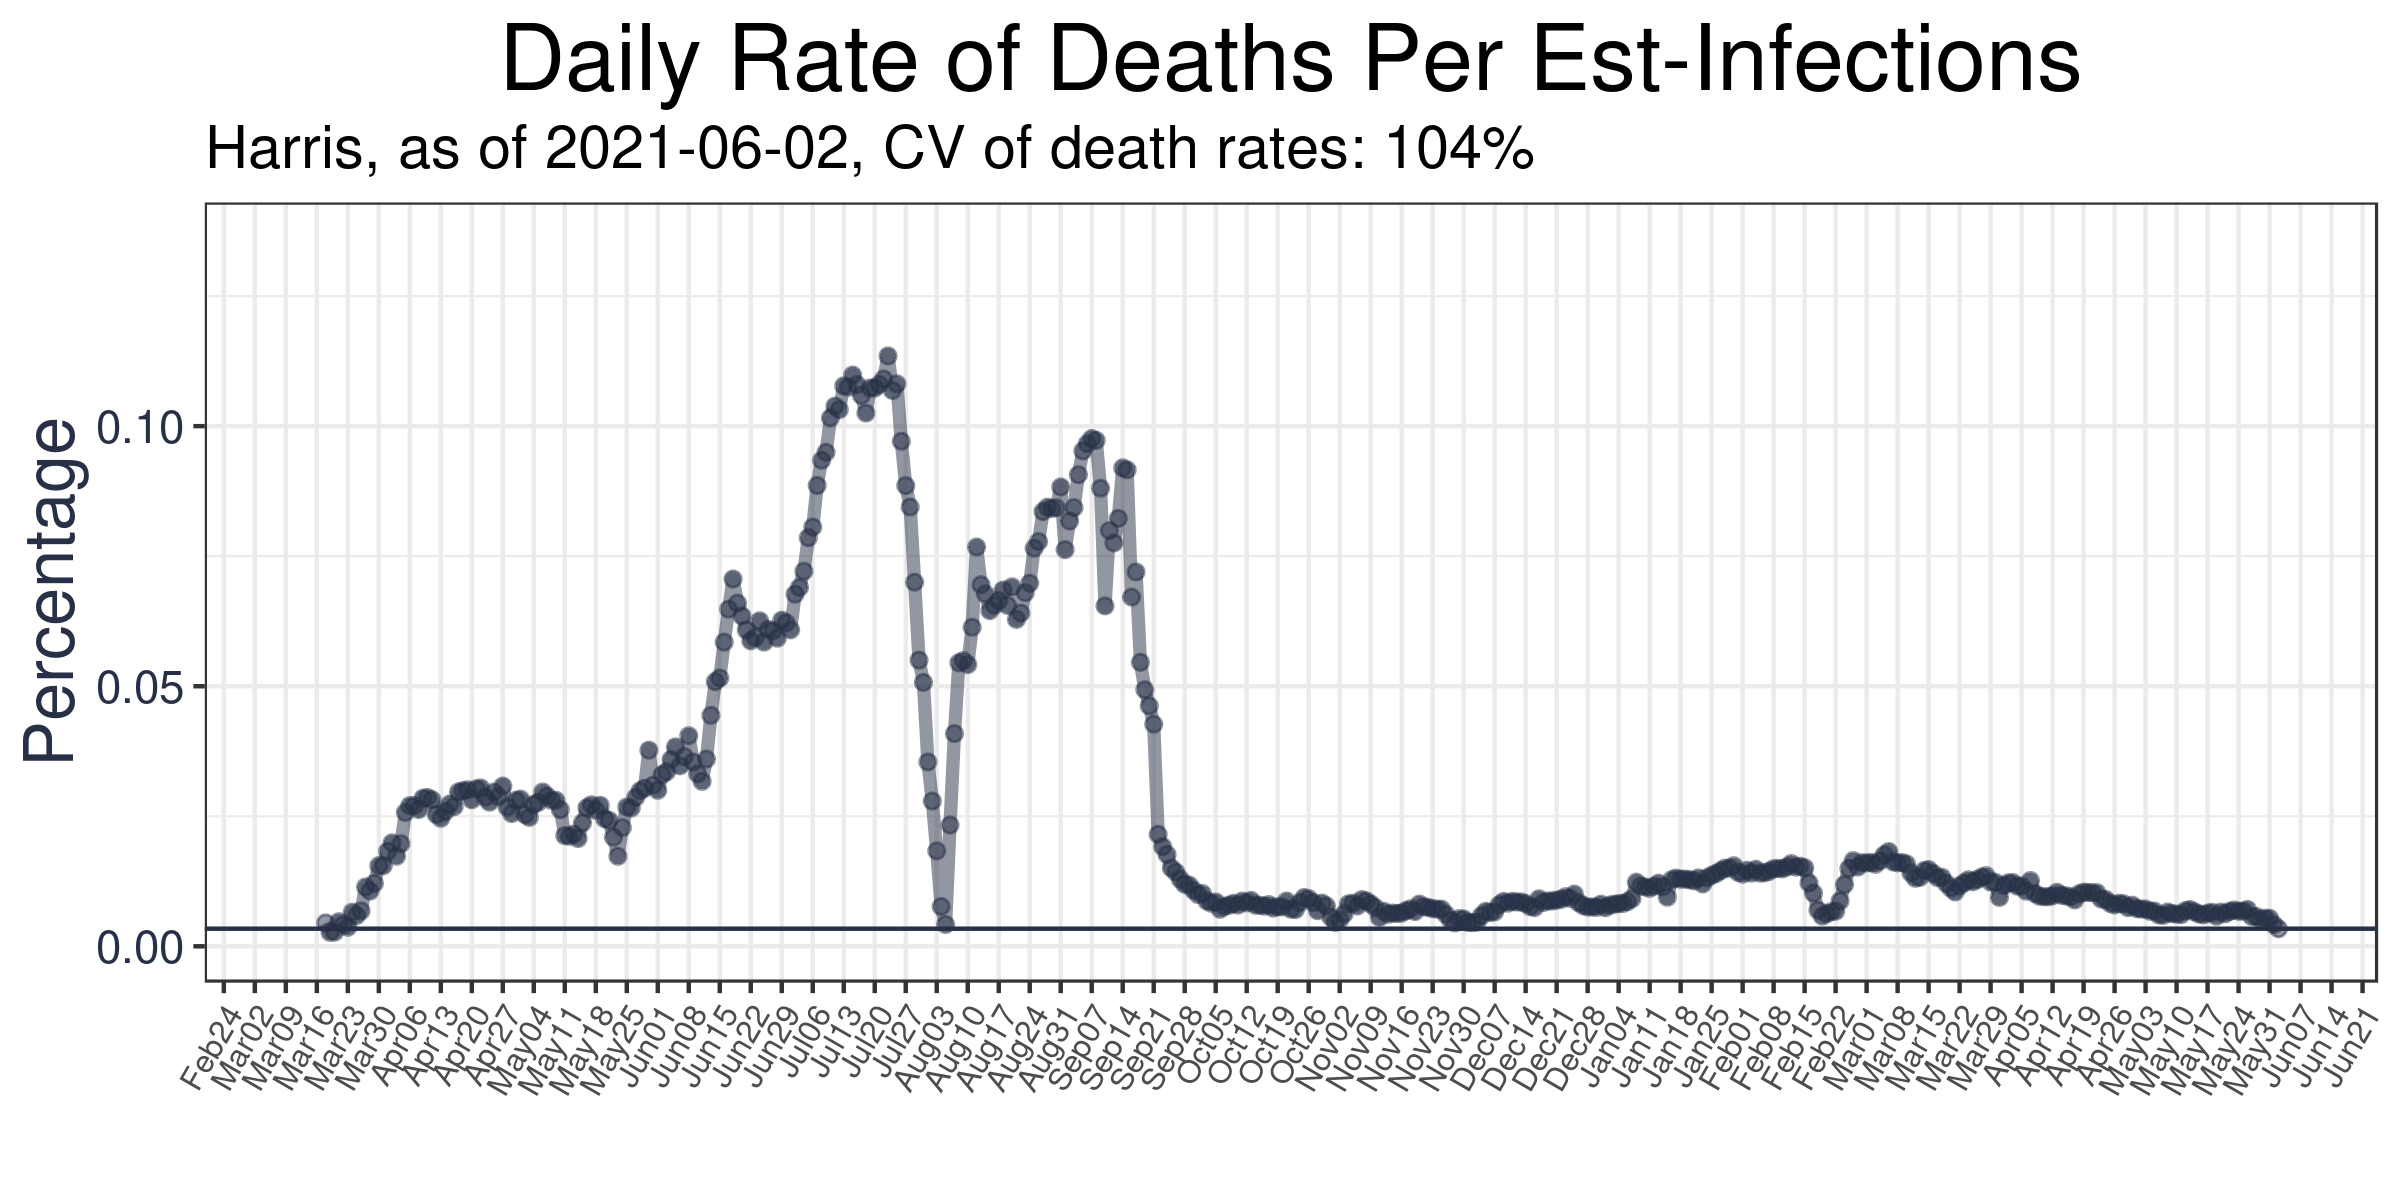 Daily Rate of Deaths Per Est-Infections
Harris, as of 2021-06-02, CV of death rates: 104%
Percentage
0.10
0.05
0.00
Feb24
Mar02
Mar09
Mar16
Mar23
Mar30
Apr06
Apr13
Apr20
Apr27
May04
May11
May18
May25
Jun01
Jun08
Jun15
Jun22
Jun29
Jul06
Jul13
Jul20
Jul27
Aug03
Aug10
Aug17
Aug24
Aug31
Sep07
Sep14
Sep21
Sep28
Oct05
Oct12
Oct19
Oct26
Nov02
Nov09
Nov16
Nov23
Nov30
Dec07
Dec14
Dec21
Dec28
Jan04
Jan11
Jan18
Jan25
Feb01
Feb08
Feb15
Feb22
Mar01
Mar08
Mar15
Mar22
Mar29
Apr05
Apr12
Apr19
Apr26
May03
May10
May17
May24
May31
Jun07
Jun14
Jun21